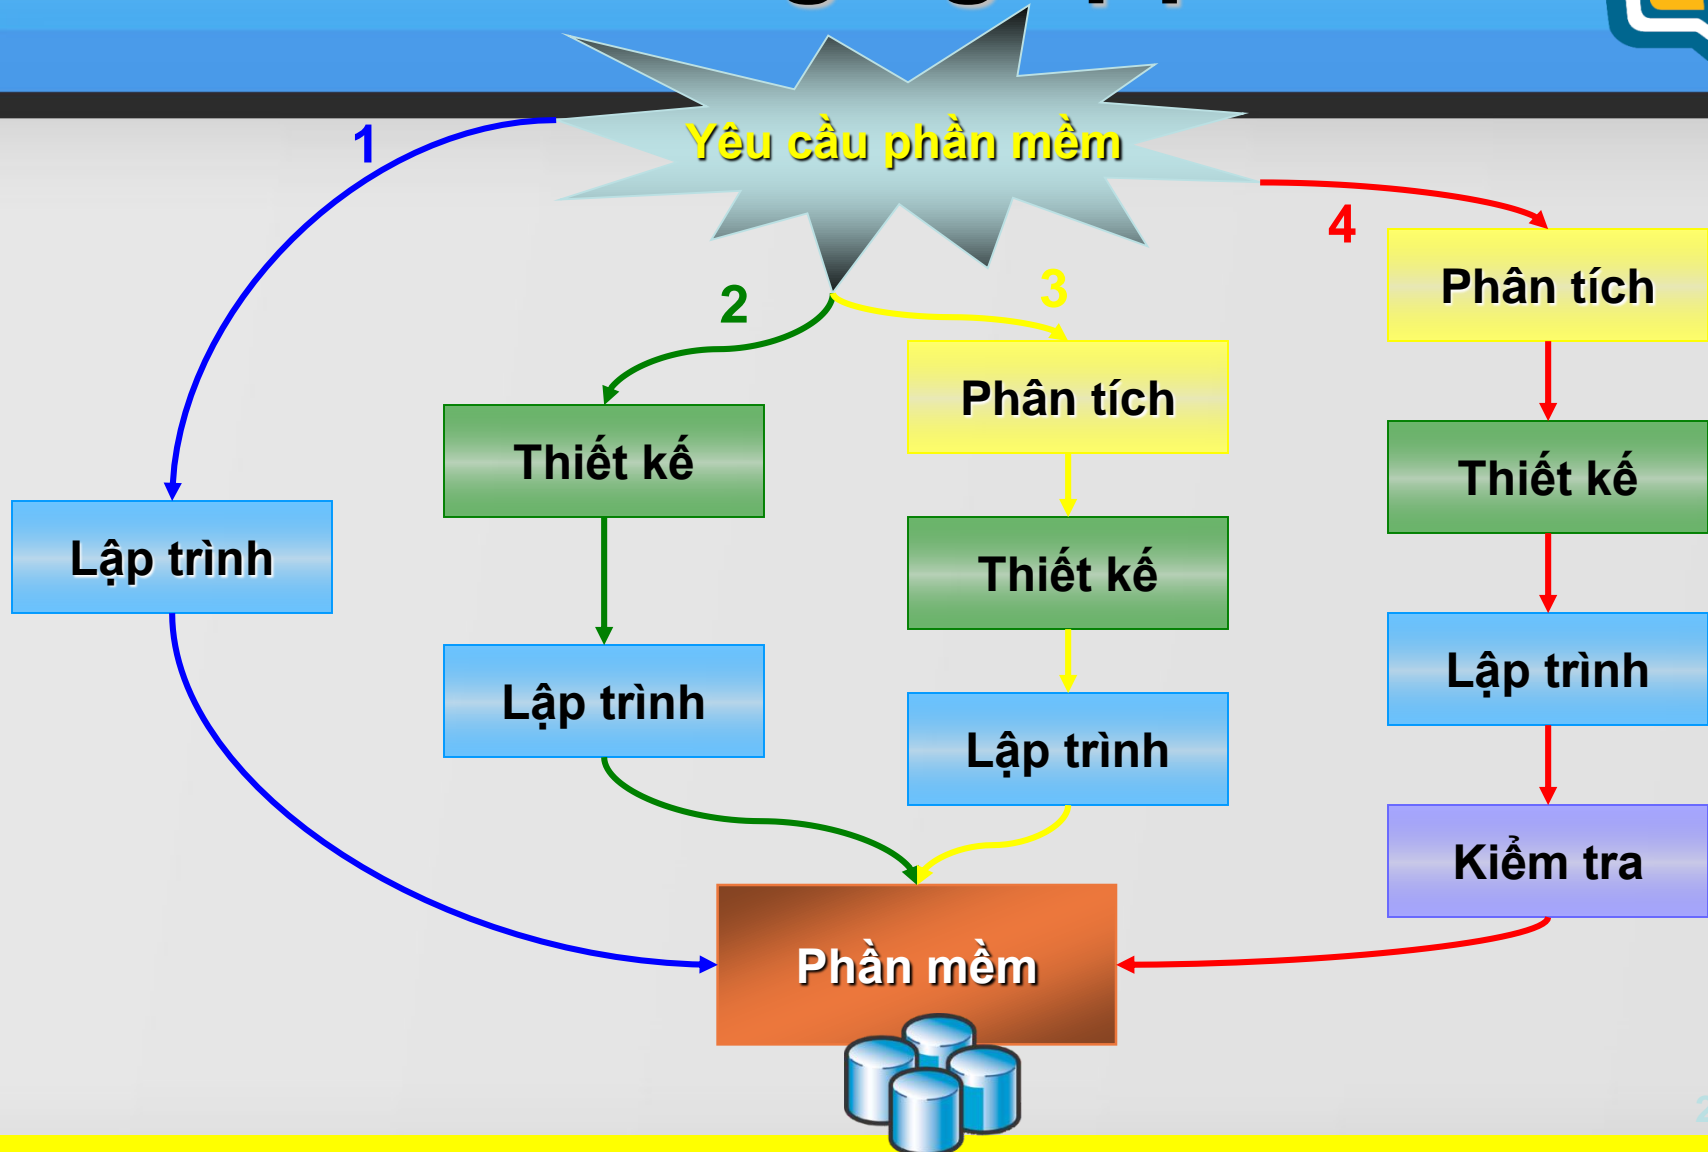 Yêu cầu phần mềm
1
2
3
4
Lập trình
Thiết kế
Lập trình
Phân tích
Thiết kế
Lập trình
Phân tích
Thiết kế
Lập trình
Kiểm tra
Phần mềm